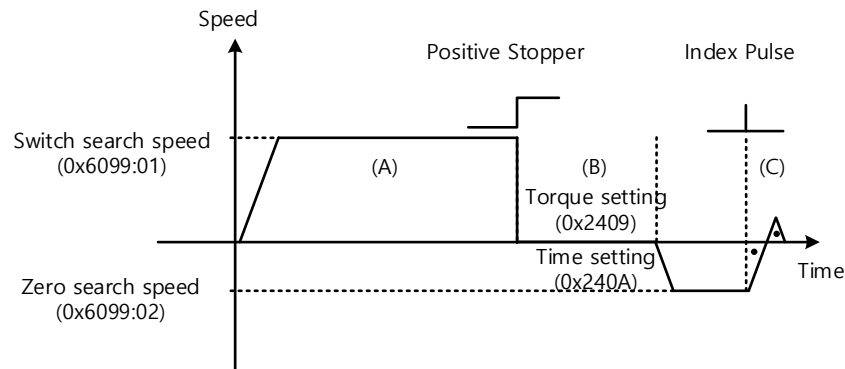 Speed
Positive Stopper
Index Pulse
Switch search speed
(0x6099:01)
(A)
(B)
(C)
Torque setting
(0x2409)
Time setting
(0x240A)
Time
Zero search speed
(0x6099:02)